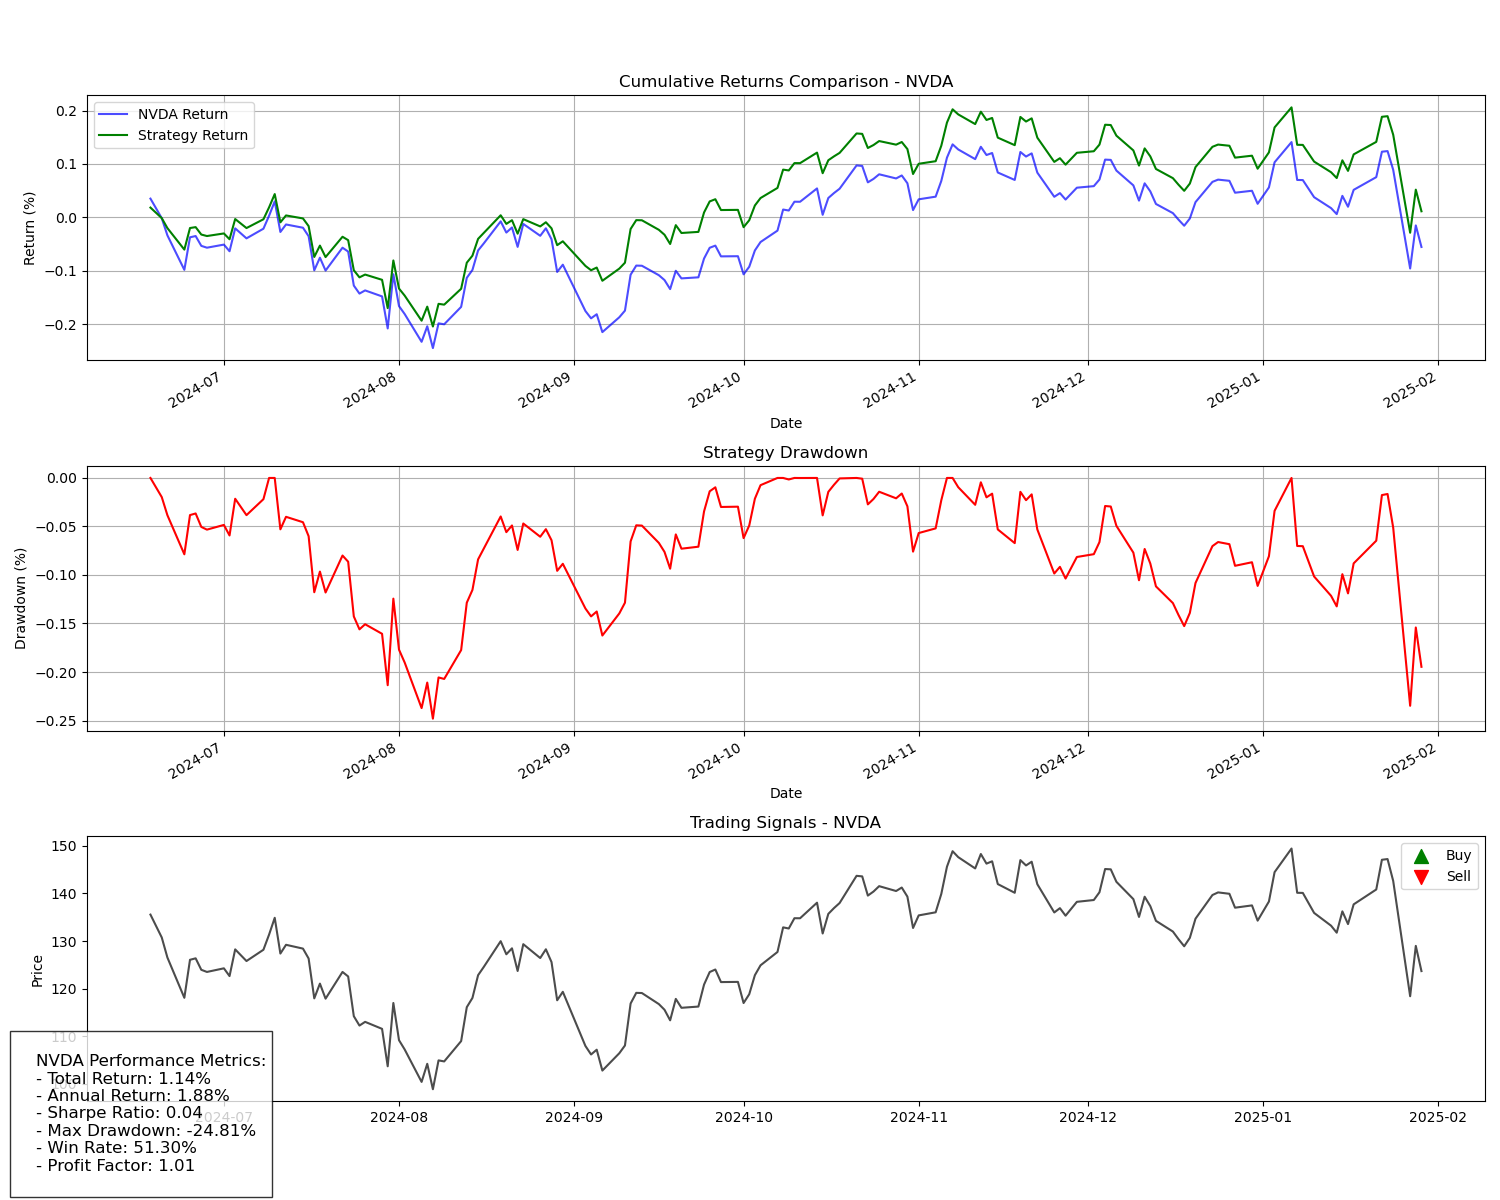 Cumulative Returns Comparison - NVDA
NVDA Return
Strategy Return
Return (%)
0.2
0.1
0.0
−0.1
−0.2
2024-07
2024-08
2024-09
2024-10
2024-11
2024-12
2025-01
2025-02
Date
Strategy Drawdown
Drawdown (%)
0.00
−0.05
−0.10
−0.15
−0.20
−0.25
2024-07
2024-08
2024-09
2024-10
2024-11
2024-12
2025-01
2025-02
Date
Trading Signals - NVDA
Buy
Sell
Price
150
140
130
120
110
2024-07
2024-08
2024-09
2024-10
2024-11
2024-12
2025-01
2025-02
NVDA Performance Metrics:
- Total Return: 1.14%
- Annual Return: 1.88%
- Sharpe Ratio: 0.04
- Max Drawdown: -24.81%
- Win Rate: 51.30%
- Profit Factor: 1.01